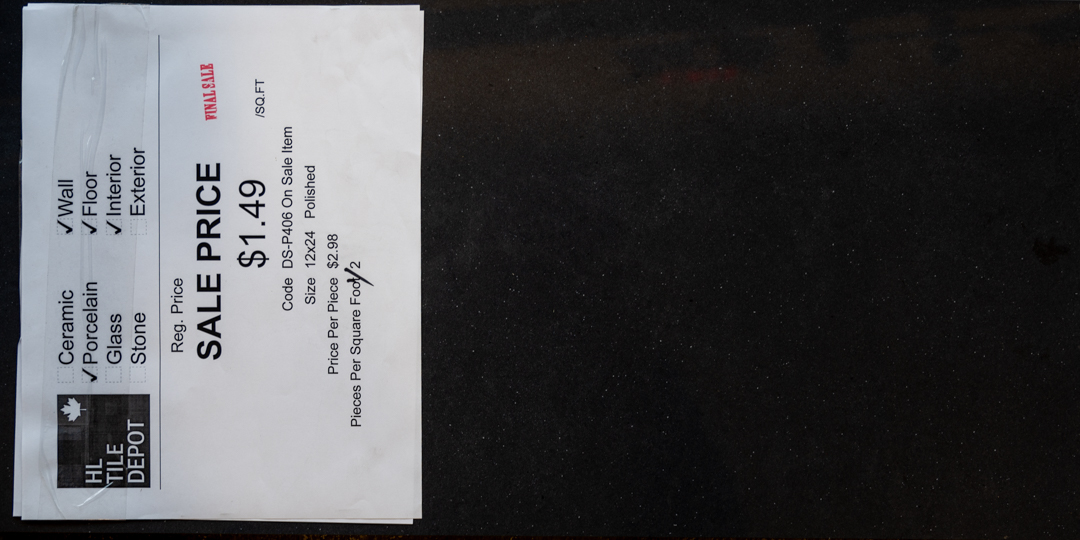 HL
TILE
DEPOT
Ceramic
✓Porcelain
Glass
Stone
✓Wall
✓Floor
✓Interior
Exterior
Reg. Price
SALE PRICE
FINAL SALE
$1.49 /SQ.FT
Code DS-P406 On Sale Item
Size 12x24 Polished
Price Per Piece $2.98
Pieces Per Square Foot 1/2